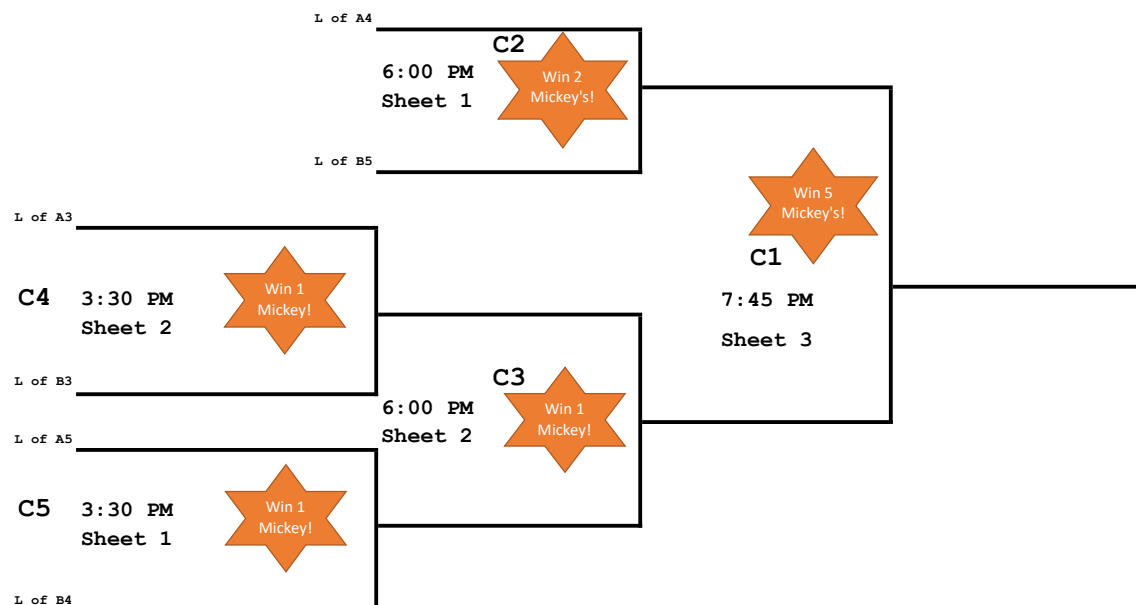 L of A4
C2
6:00 PM
Sheet 1
Win 2
Mickey's!
L of B5
L of A3
C4
3:30 PM
Sheet 2
Win 1
Mickey!
L of B3
C3
6:00 PM
Sheet 2
Win 1
Mickey!
L of A5
C5
3:30 PM
Sheet 1
Win 1
Mickey!
L of B4
Win 5
Mickey's!
C1
7:45 PM
Sheet 3